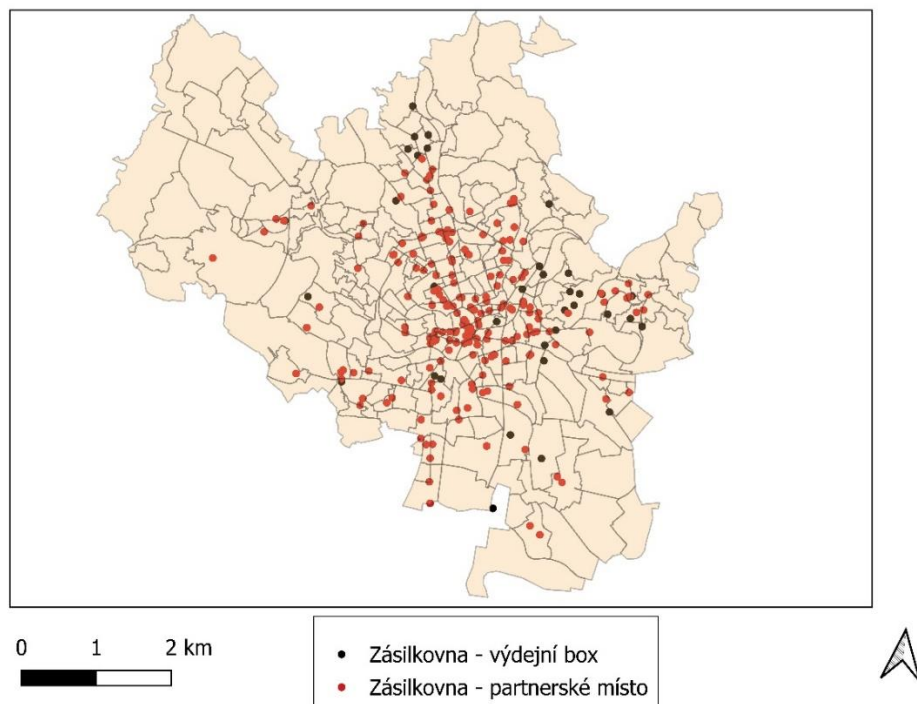 0 1 2 km
Zásilkovna - výdejní box
Zásilkovna - partnerské místo